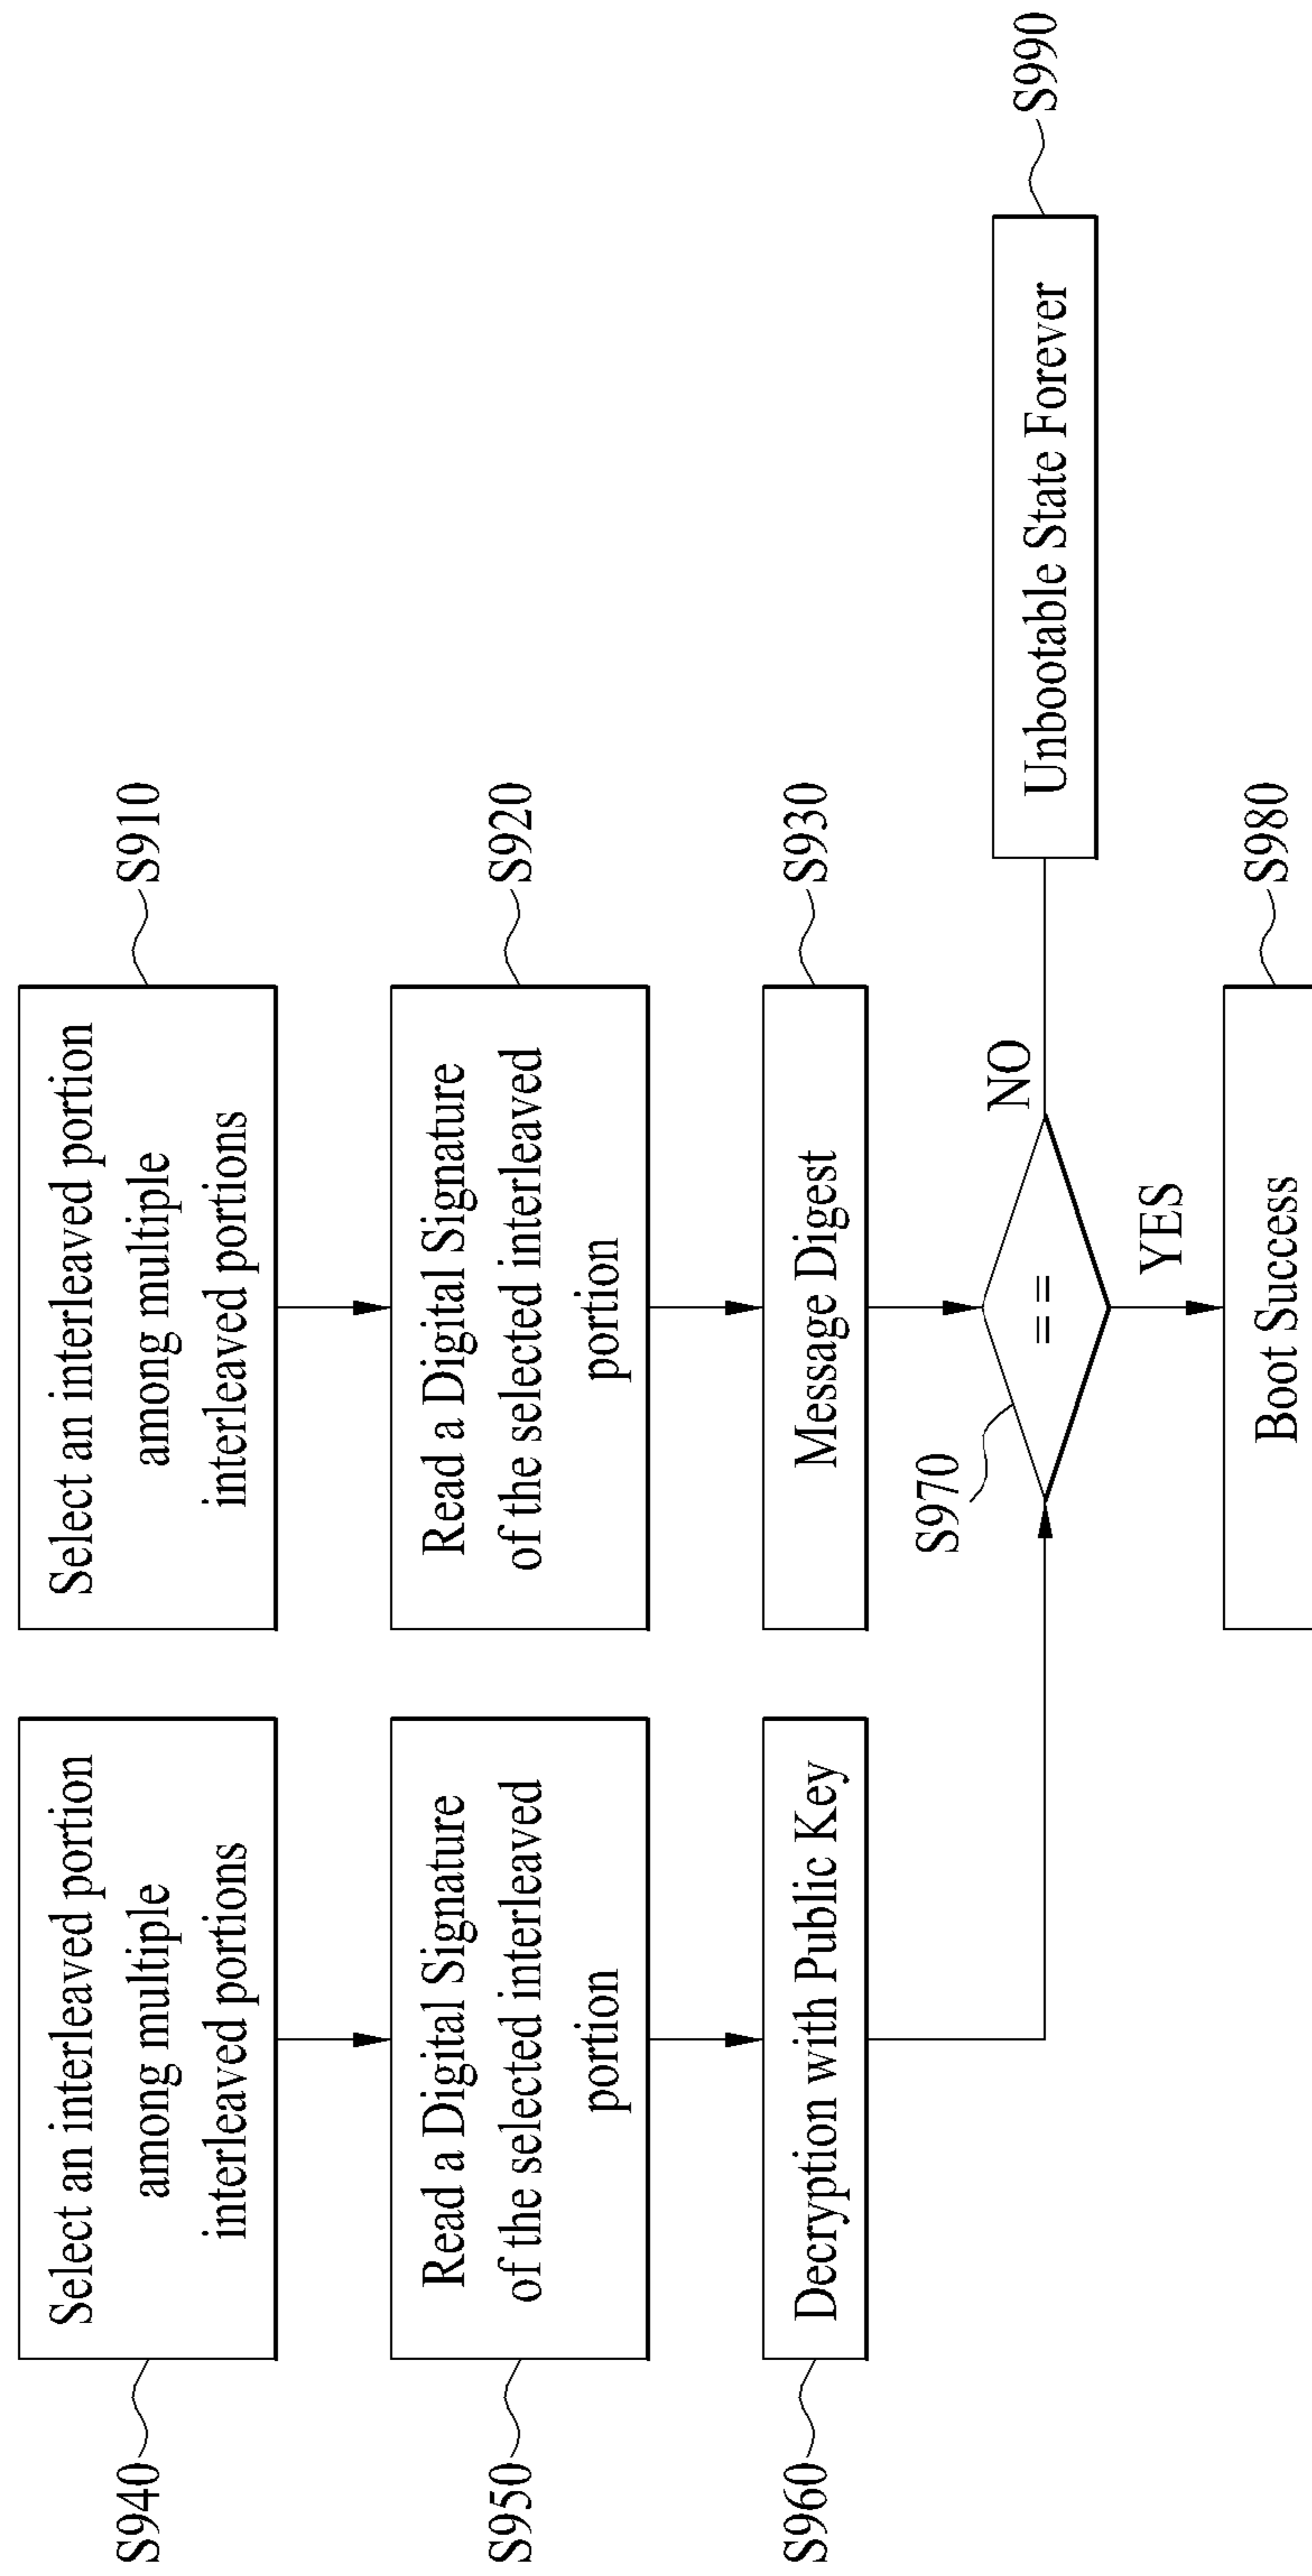 S940
Select an interleaved portion
among multiple
interleaved portions
Select an interleaved portion
among multiple
interleaved portions
S910
S950
Read a Digital Signature
of the selected interleaved
portion
Read a Digital Signature
of the selected interleaved
portion
S920
S960
Decryption with Public Key
Message Digest
S930
S970
==
NO
Unbootable State Forever
S990
YES
Boot Success
S980